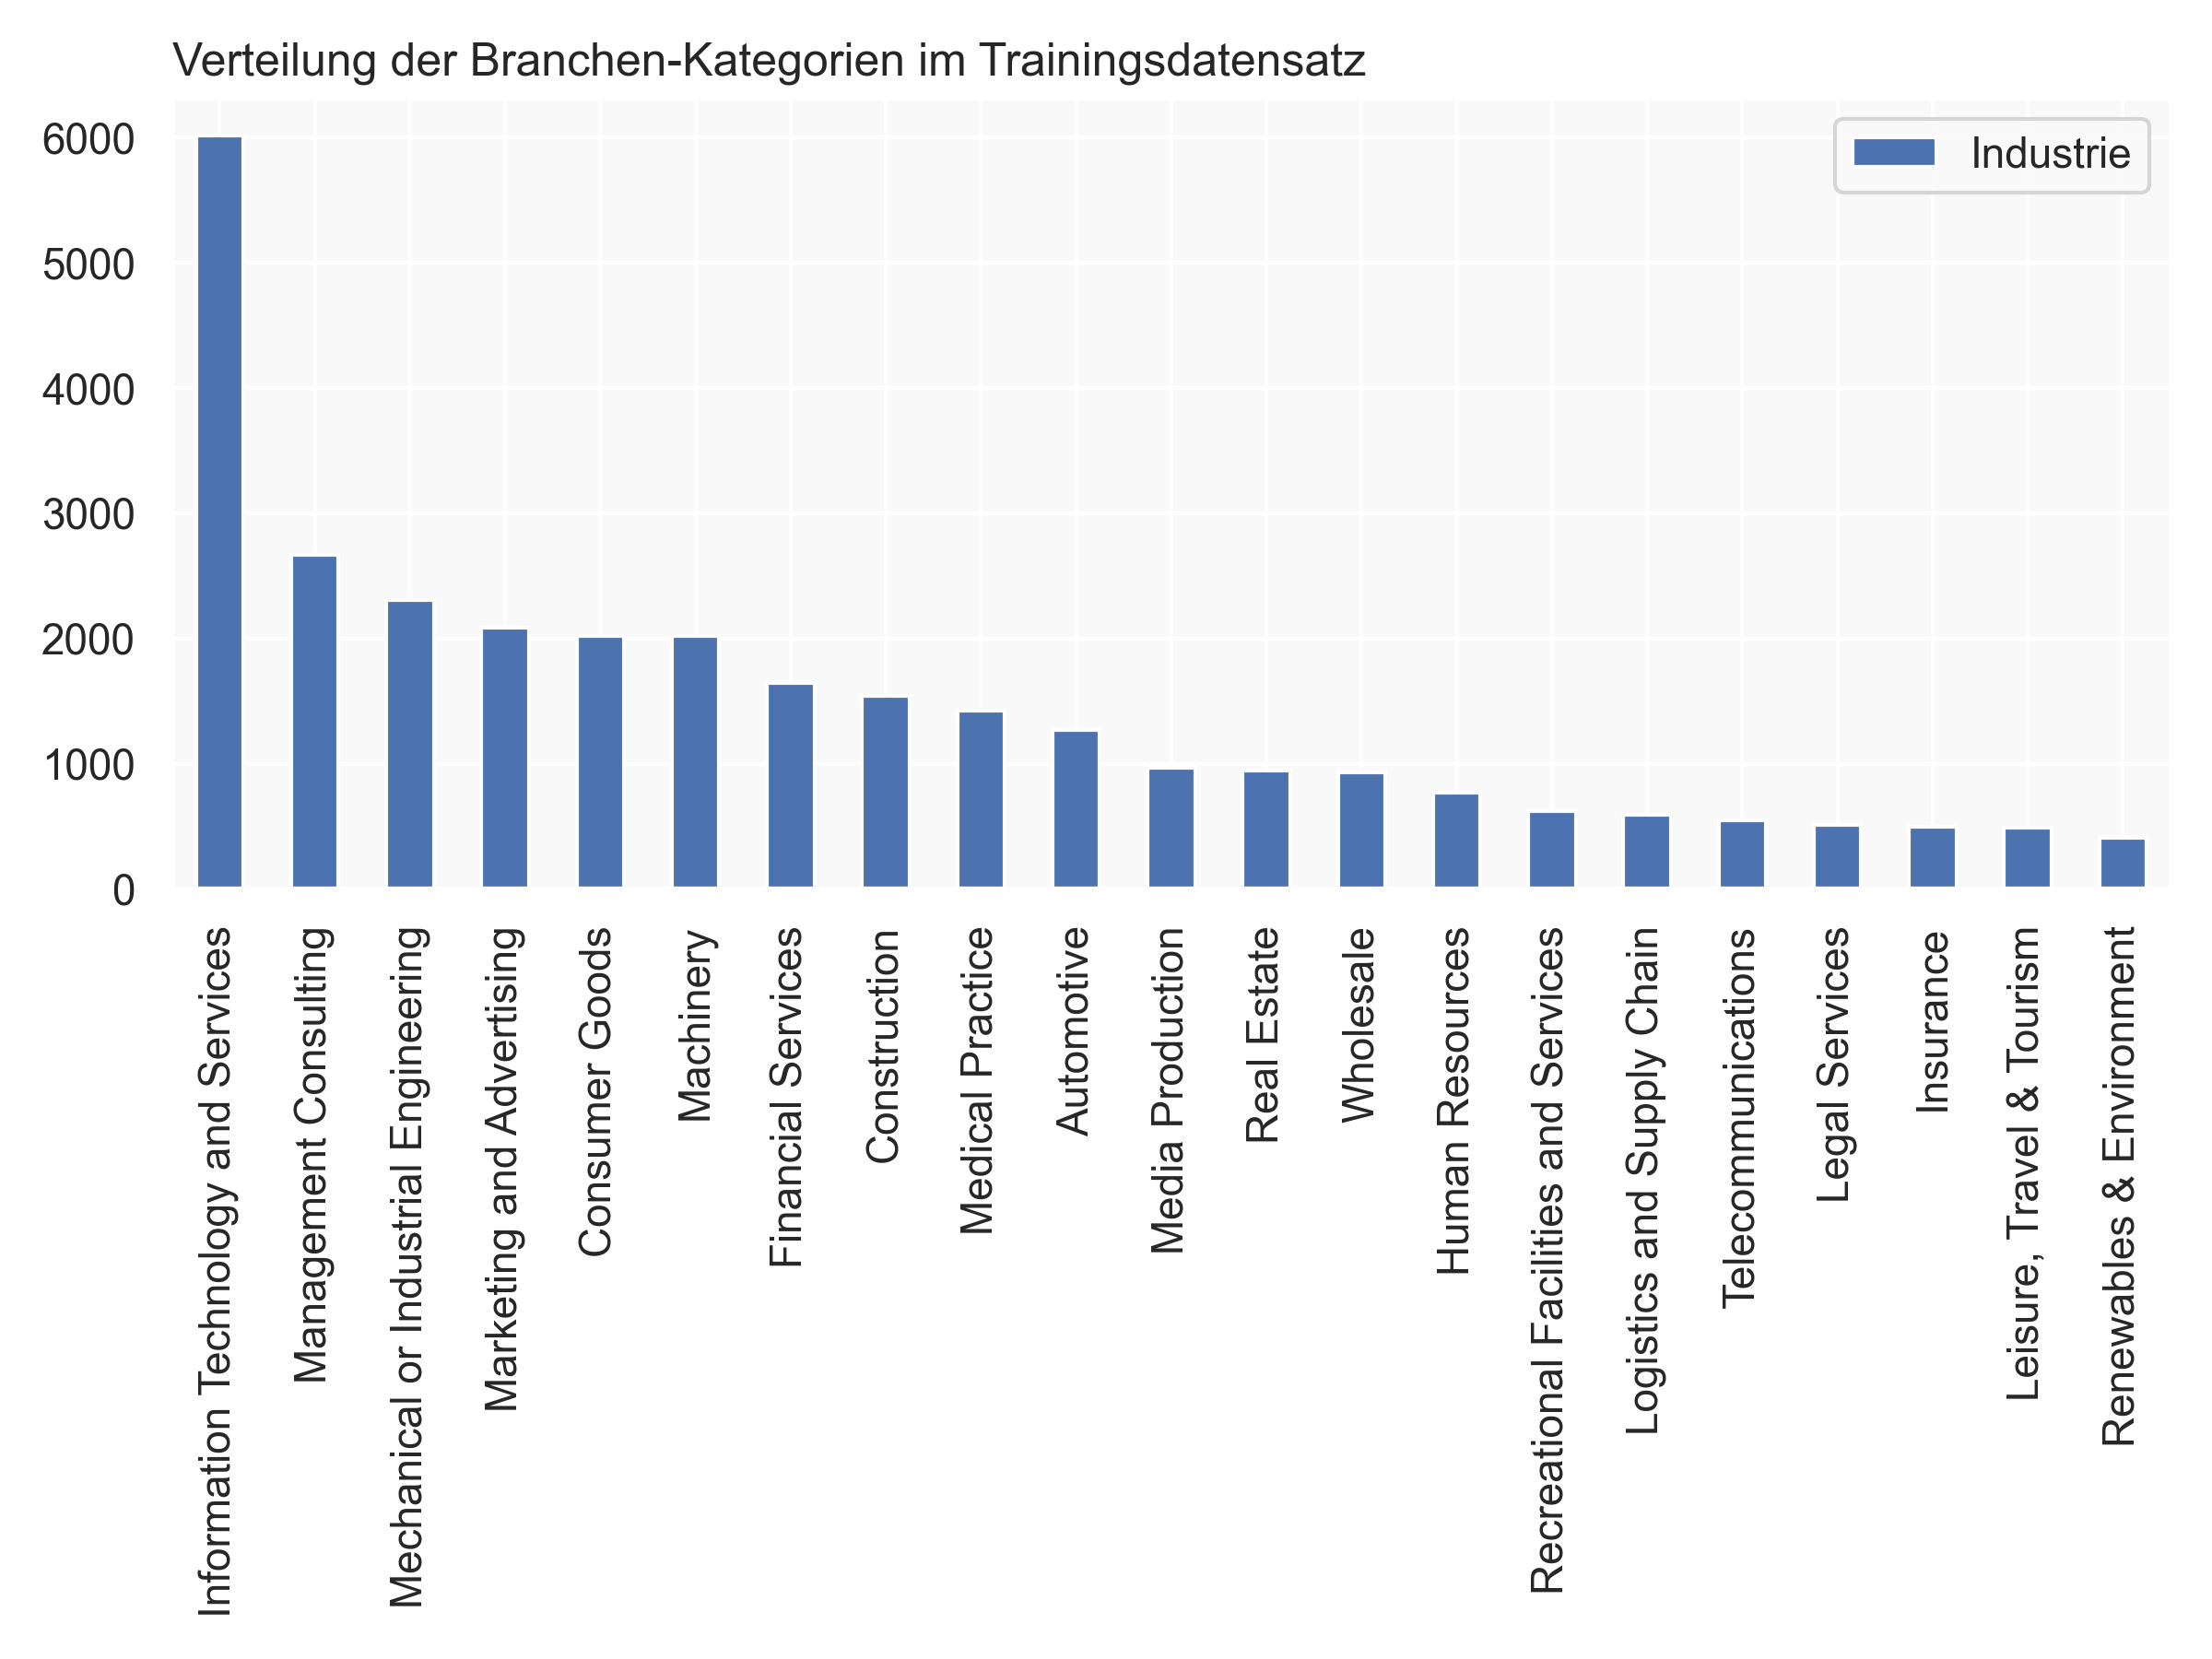 Verteilung der Branchen-Kategorien im Trainingsdatensatz
Industrie
6000
5000
4000
3000
2000
1000
0
Information Technology and Services
Management Consulting
Mechanical or Industrial Engineering
Marketing and Advertising
Consumer Goods
Machinery
Financial Services
Construction
Medical Practice
Automotive
Media Production
Real Estate
Wholesale
Human Resources
Recreational Facilities and Services
Logistics and Supply Chain
Telecommunications
Legal Services
Insurance
Leisure, Travel & Tourism
Renewables & Environment